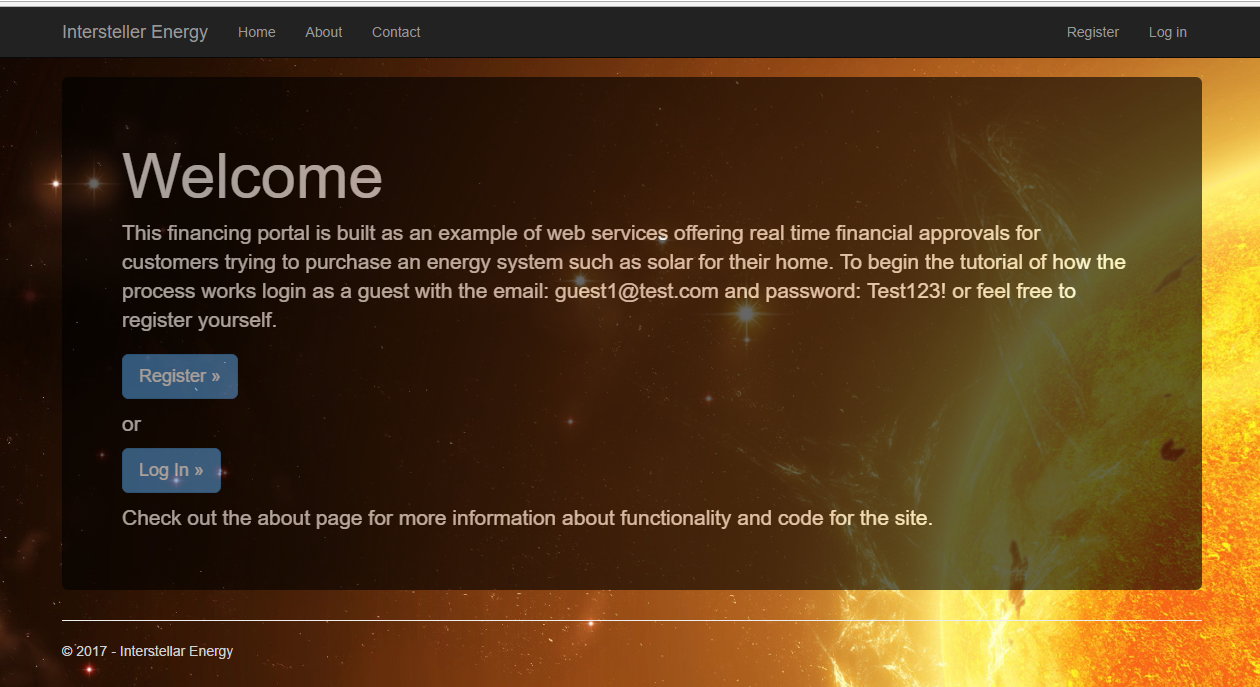 Intersteller Energy Home About Contact Register Log in
Welcome
This financing portal is built as an example of web services offering real time financial approvals for
customers trying to purchase an energy system such as solar for their home. To begin the tutorial of how the
process works login as a guest with the email: guest1@test.com and password: Test123! or feel free to
register yourself.
Register »
or
Log In »
Check out the about page for more information about functionality and code for the site.
© 2017 - Interstellar Energy